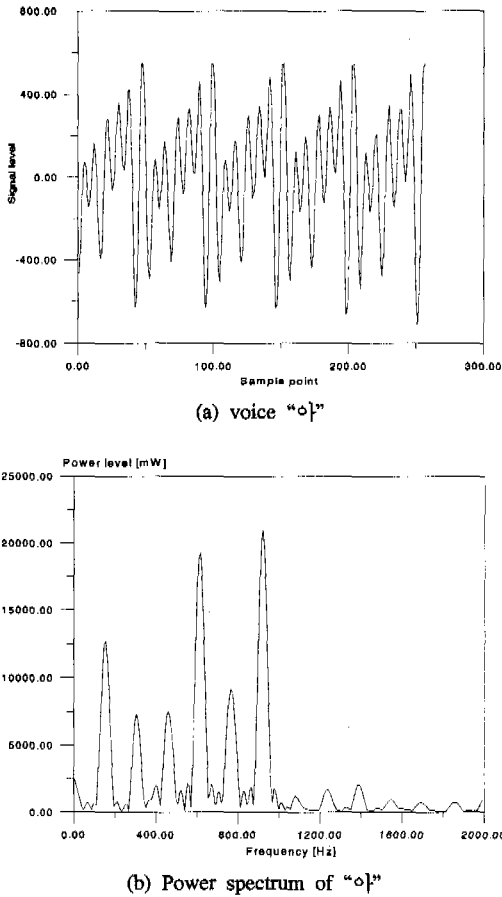 800.00
400.00
0.00
-400.00
-800.00
Signal level
0.00 100.00 200.00 300.00
Sample point
(a) voice “아”
Power level [mW]
25000.00
20000.00
15000.00
10000.00
5000.00
0.00
0.00 400.00 800.00 1200.00 1600.00 2000.00
Frequency [Hz]
(b) Power spectrum of “아”